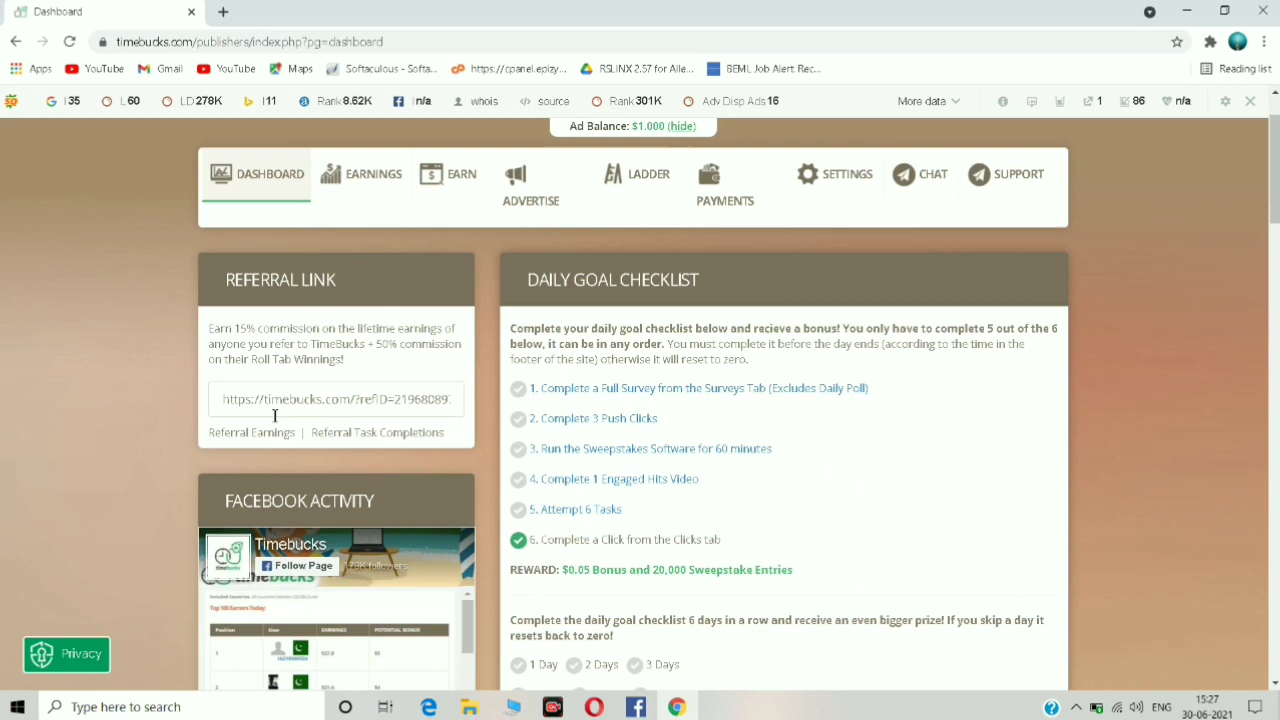 Dashboard
timebucks.com/publishers/index.php?pg=dashboard
Apps YouTube Gmail YouTube Maps Softaculous - Softa... https://cpanel.epizy... RSLINX 2.57 for Alle... BEML Job Alert Rec... Reading list
I 35 L 60 LD 278K I 11 Rank 8.62K I n/a whois source Rank 301K Adv Disp Ads 16 More data 1 86 n/a
Ad Balance: $1.000 (hide)
DASHBOARD EARNINGS EARN ADVERTISE LADDER PAYMENTS SETTINGS CHAT SUPPORT
REFERRAL LINK
Earn 15% commission on the lifetime earnings of
anyone you refer to TimeBucks + 50% commission
on their Roll Tab Winnings!
https://timebucks.com/?refID=21968089
Referral Earnings | Referral Task Completions
FACEBOOK ACTIVITY
Timebucks
Follow Page 179K followers
timebucks
Top 100 Earners Today:
Position User EARNINGS POTENTIAL BONUS
1
2
Privacy
DAILY GOAL CHECKLIST
Complete your daily goal checklist below and recieve a bonus! You only have to complete 5 out of the 6
below, it can be in any order. You must complete it before the day ends (according to the time in the
footer of the site) otherwise it will reset to zero.
1. Complete a Full Survey from the Surveys Tab (Excludes Daily Poll)
2. Complete 3 Push Clicks
3. Run the Sweepstakes Software for 60 minutes
4. Complete 1 Engaged Hits Video
5. Attempt 6 Tasks
6. Complete a Click from the Clicks tab
REWARD: $0.05 Bonus and 20,000 Sweepstake Entries
Complete the daily goal checklist 6 days in a row and receive an even bigger prize! If you skip a day it
resets back to zero!
1 Day 2 Days 3 Days
Type here to search
ENG
15:27
30-06-2021